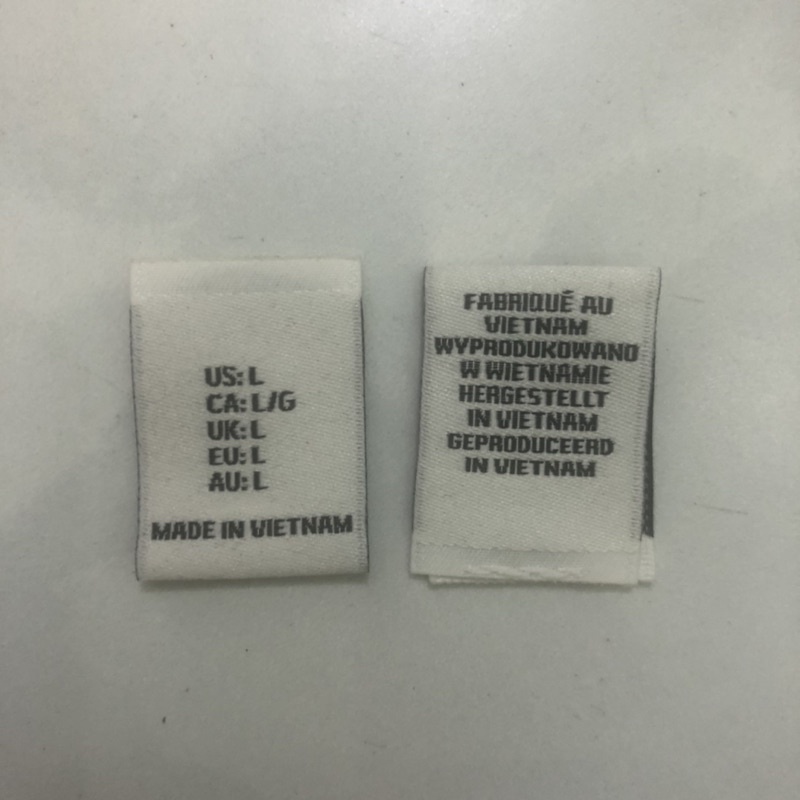 US: L
CA: L/G
UK: L
EU: L
AU: L
MADE IN VIETNAM
FABRIQUÉ AU
VIETNAM
WYPRODUKOWANO
W WIETNAMIE
HERGESTELLT
IN VIETNAM
GEPRODUCEERD
IN VIETNAM